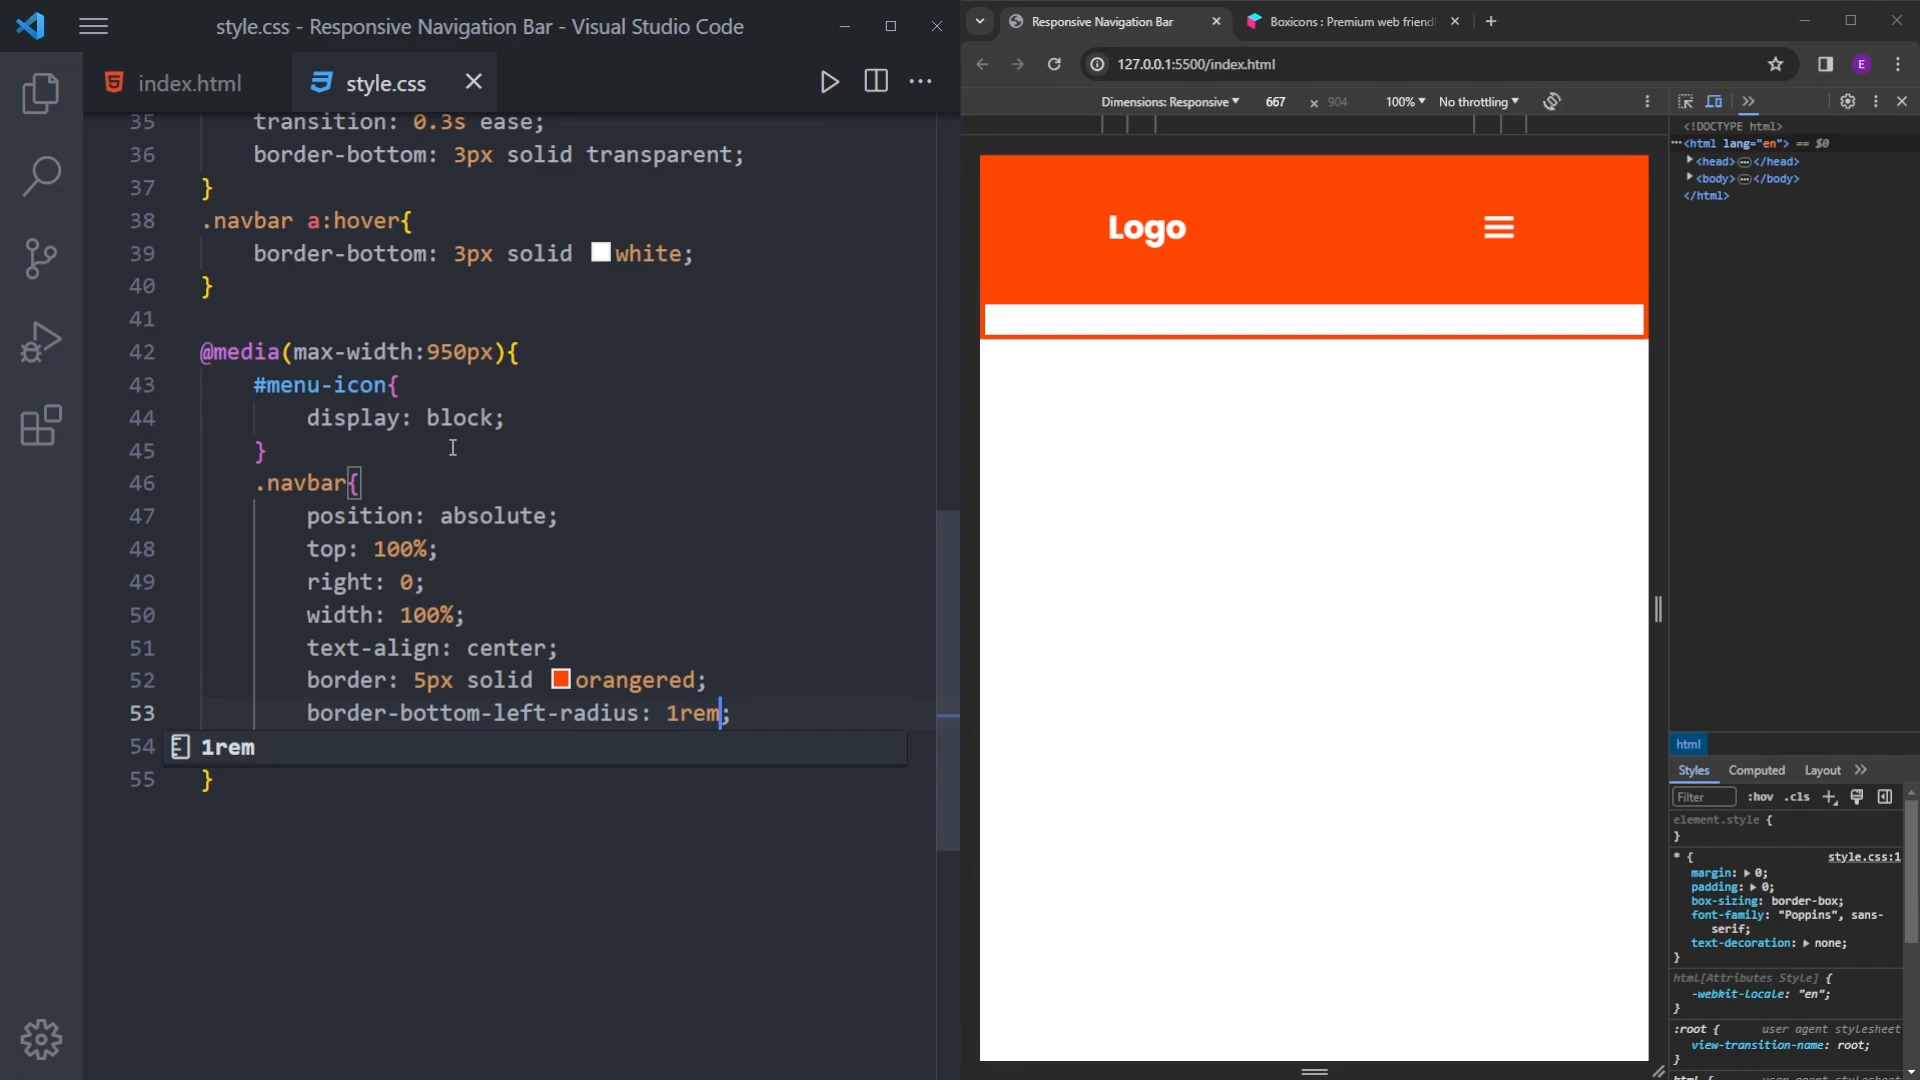 style.css - Responsive Navigation Bar - Visual Studio Code
index.html
style.css
35 transition: 0.3s ease;
36 border-bottom: 3px solid transparent;
37 }
38 .navbar a:hover{
39 border-bottom: 3px solid white;
40 }
41
42 @media(max-width:950px){
43 #menu-icon{
44 display: block;
45 }
46 .navbar{
47 position: absolute;
48 top: 100%;
49 right: 0;
50 width: 100%;
51 text-align: center;
52 border: 5px solid orangered;
53 border-bottom-left-radius: 1rem;
54 1rem
55 }
Responsive Navigation Bar
Boxicons : Premium web friend
127.0.0.1:5500/index.html
E
Dimensions: Responsive 667 x 904 100% No throttling
Logo
<!DOCTYPE html>
<html lang="en"> == $0
<head> </head>
<body> </body>
</html>
html
Styles Computed Layout
Filter :hov .cls
element.style {
}
* { style.css:1
margin: 0;
padding: 0;
box-sizing: border-box;
font-family: "Poppins", sans-
serif;
text-decoration: none;
}
html[Attributes Style] {
-webkit-locale: "en";
}
:root { user agent stylesheet
view-transition-name: root;
}